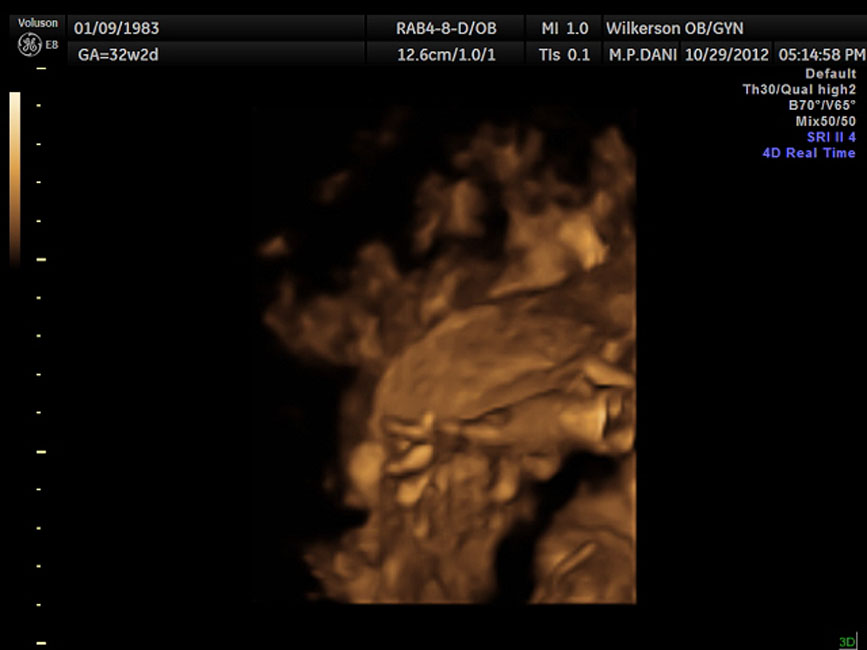 Voluson
E8
01/09/1983
RAB4-8-D/OB
MI 1.0
Wilkerson OB/GYN
GA=32w2d
12.6cm/1.0/1
TIs 0.1
M.P.DANI
10/29/2012
05:14:58 PM
Default
Th30/Qual high2
B70°/V65°
Mix50/50
SRI II 4
4D Real Time
3D